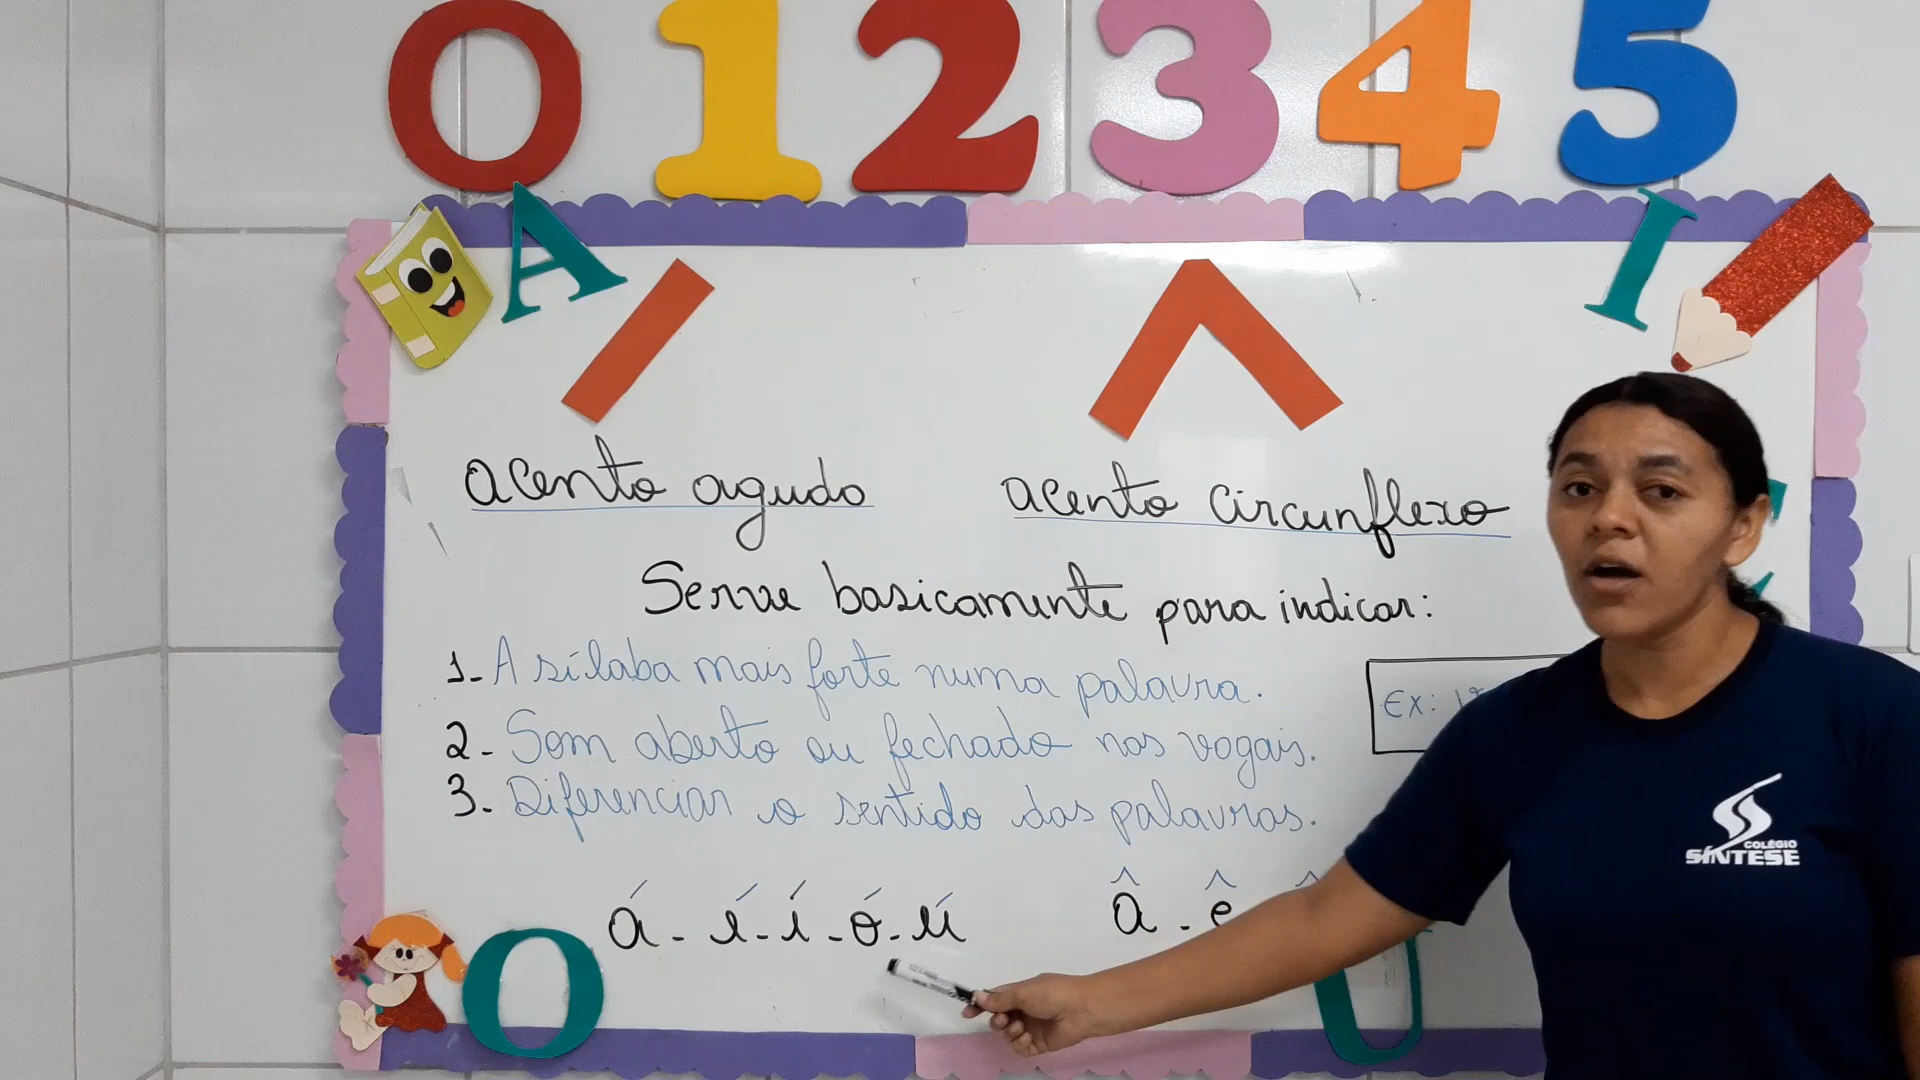 0 1 2 3 4 5
A I
acento agudo acento circunflexo
Serve basicamente para indicar:
1- A sílaba mais forte numa palavra.
2- Som aberto ou fechado nas vogais.
Ex:
3- Diferenciar o sentido das palavras.
COLÉGIO
SÍNTESE
á - é - í - ó - ú â - ê
O U